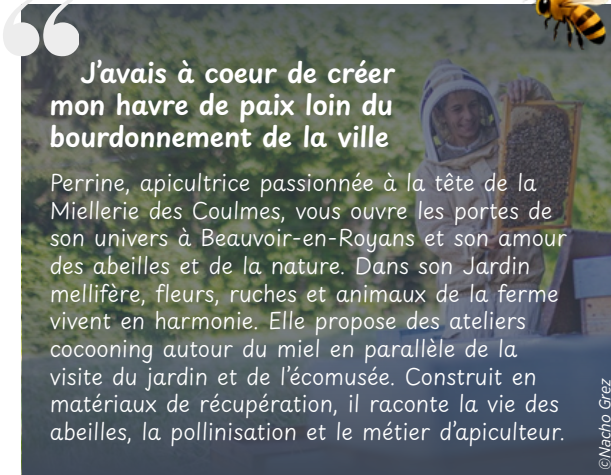 J'avais à coeur de créer
mon havre de paix loin du
bourdonnement de la ville
Perrine, apicultrice passionnée à la tête de la
Miellerie des Coulmes, vous ouvre les portes de
son univers à Beauvoir-en-Royans et son amour
des abeilles et de la nature. Dans son Jardin
mellifère, fleurs, ruches et animaux de la ferme
vivent en harmonie. Elle propose des ateliers
cocooning autour du miel en parallèle de la
visite du jardin et de l'écomusée. Construit en
matériaux de récupération, il raconte la vie des
abeilles, la pollinisation et le métier d'apiculteur.
©Nacho Grez